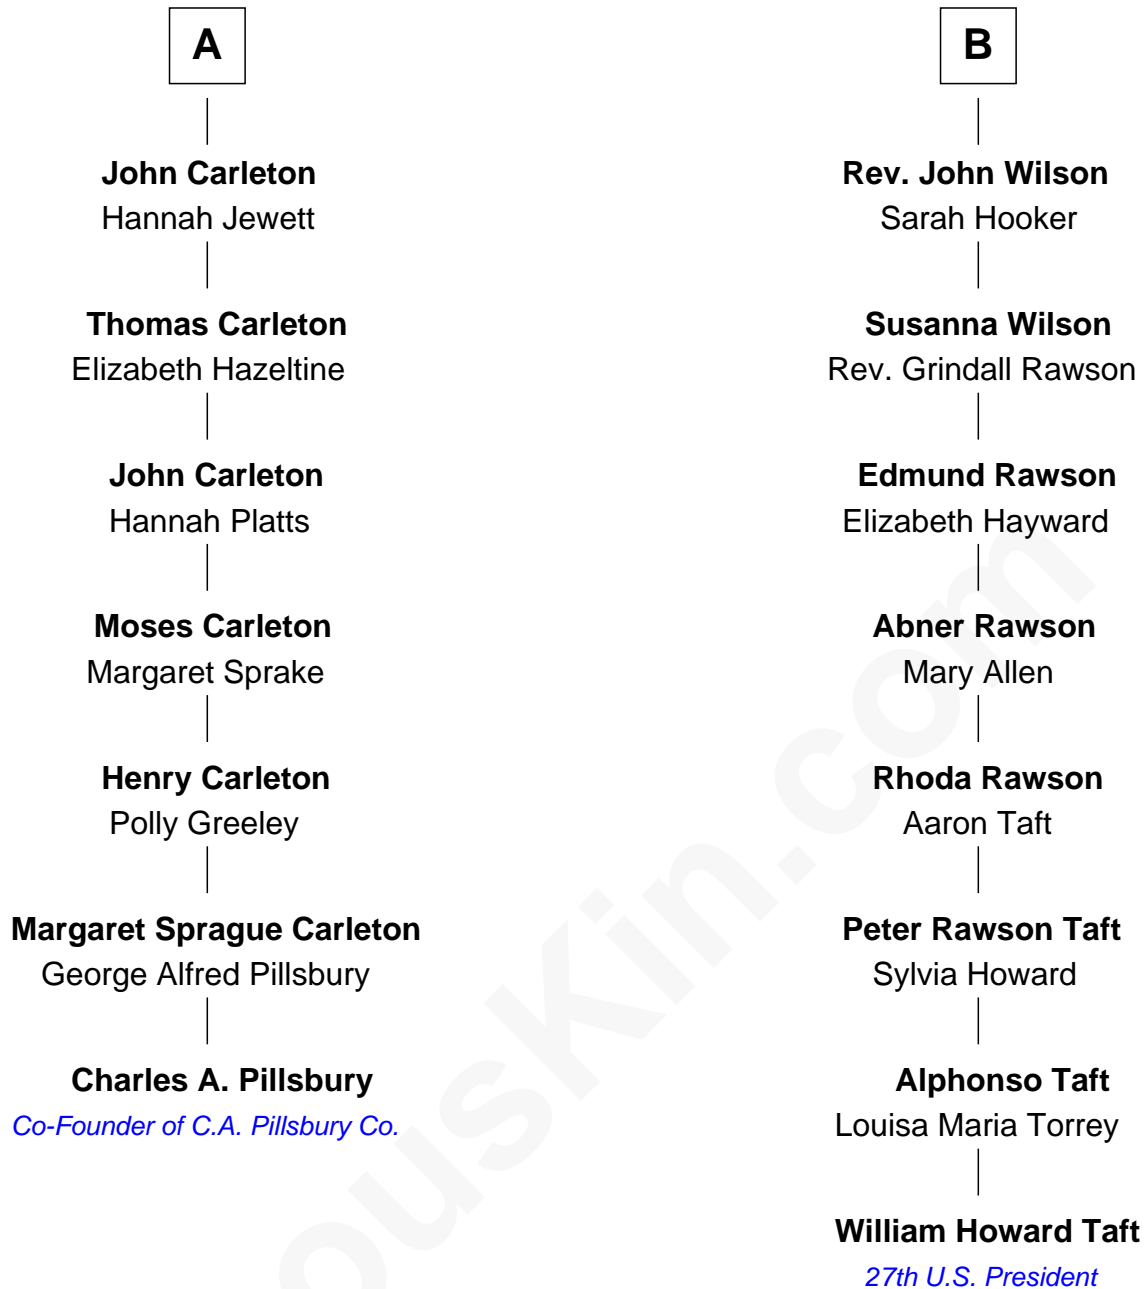 A
John Carleton
Hannah Jewett
Thomas Carleton
Elizabeth Hazeltine
John Carleton
Hannah Platts
Moses Carleton
Margaret Sprake
Henry Carleton
Polly Greeley
Margaret Sprague Carleton
George Alfred Pillsbury
Charles A. Pillsbury
Co-Founder of C.A. Pillsbury Co.
B
Rev. John Wilson
Sarah Hooker
Susanna Wilson
Rev. Grindall Rawson
Edmund Rawson
Elizabeth Hayward
Abner Rawson
Mary Allen
Rhoda Rawson
Aaron Taft
Peter Rawson Taft
Sylvia Howard
Alphonso Taft
Louisa Maria Torrey
William Howard Taft
27th U.S. President
ousKin.com